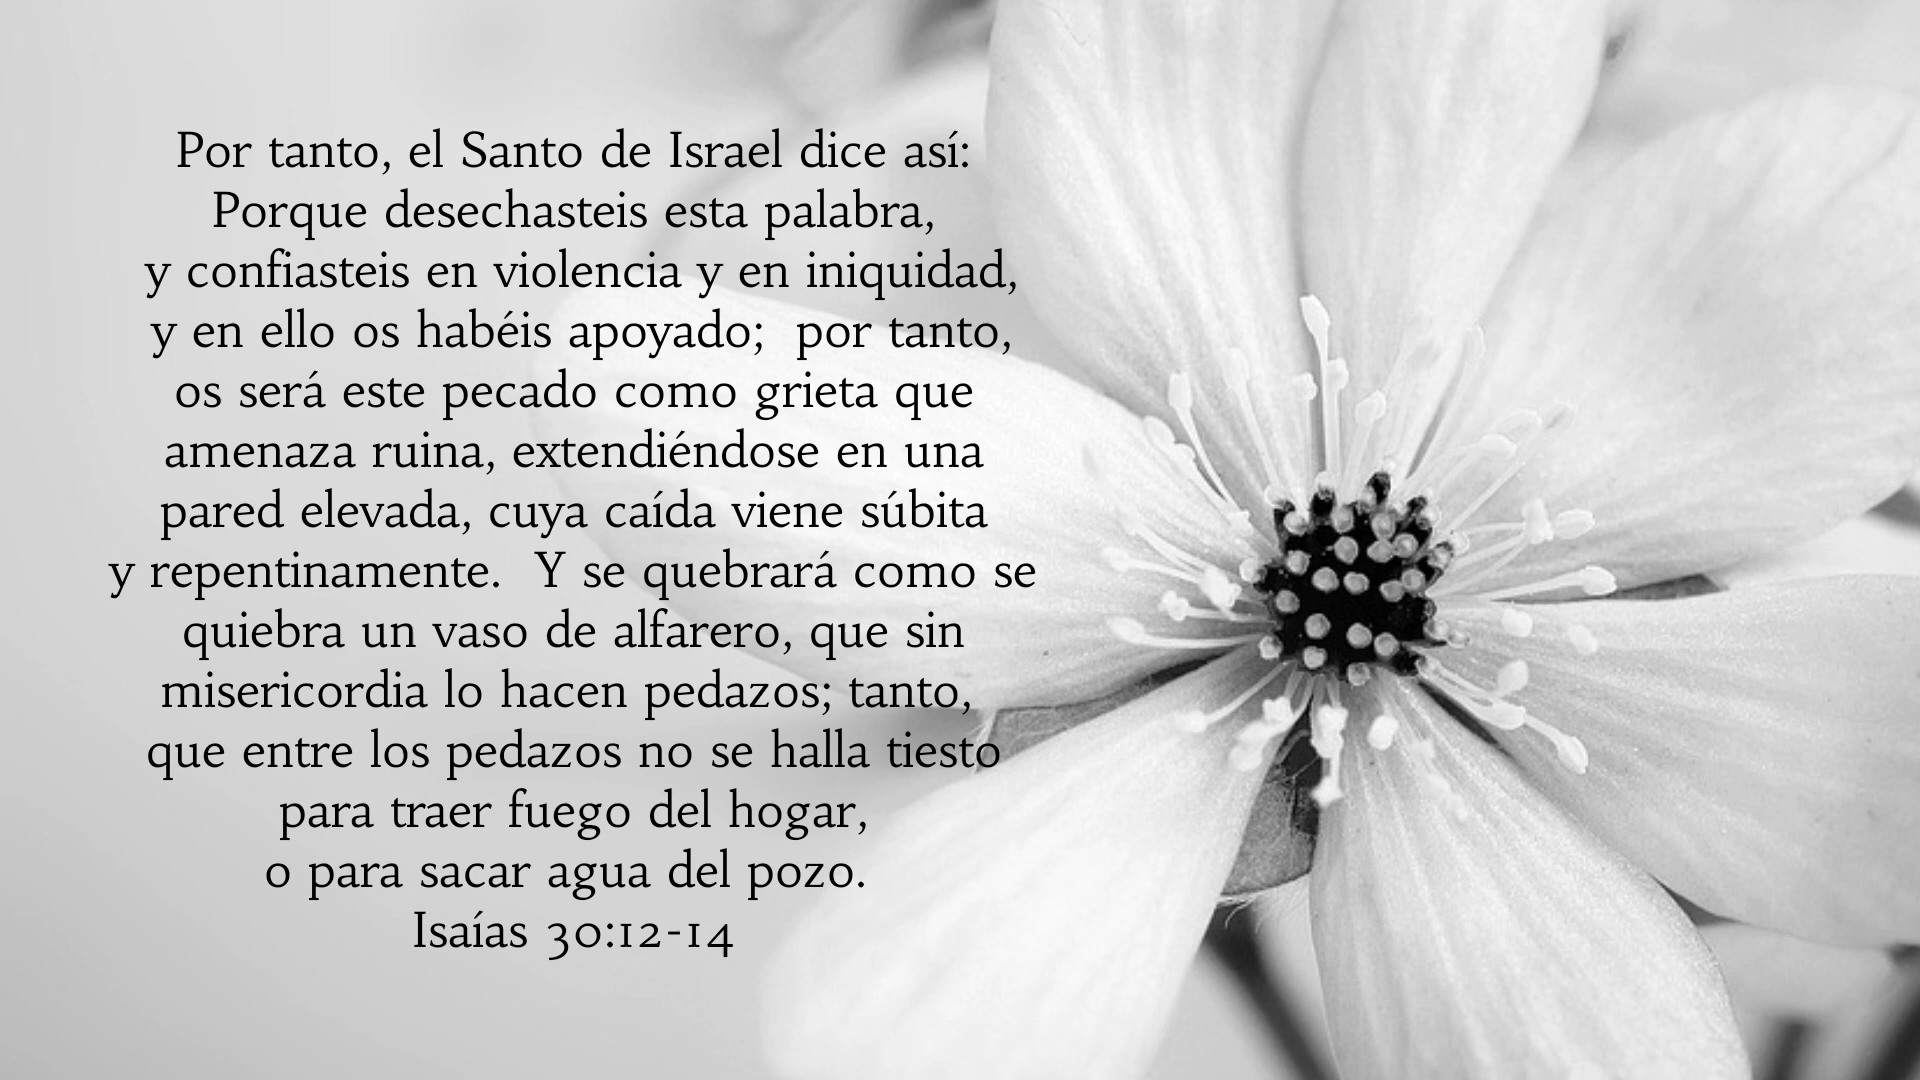 Por tanto, el Santo de Israel dice así:
Porque desechasteis esta palabra,
y confiasteis en violencia y en iniquidad,
y en ello os habéis apoyado;  por tanto,
os será este pecado como grieta que
amenaza ruina, extendiéndose en una
pared elevada, cuya caída viene súbita
y repentinamente.  Y se quebrará como se
quiebra un vaso de alfarero, que sin
misericordia lo hacen pedazos; tanto,
que entre los pedazos no se halla tiesto
para traer fuego del hogar,
o para sacar agua del pozo.
Isaías 30:12-14